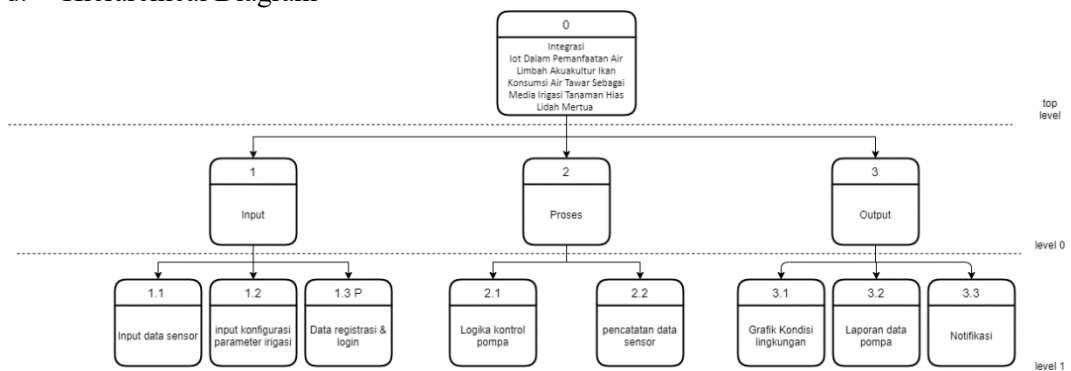 d. Hierarchical Diagram
0
Integrasi
Iot Dalam Pemanfaatan Air
Limbah Akuakultur Ikan
Konsumsi Air Tawar Sebagai
Media Irigasi Tanaman Hias
Lidah Mertua
top
level
1
Input
2
Proses
3
Output
level 0
1.1
Input data sensor
1.2
input konfigurasi
parameter irigasi
1.3 P
Data registrasi &
login
2.1
Logika kontrol
pompa
2.2
pencatatan data
sensor
3.1
Grafik Kondisi
lingkungan
3.2
Laporan data
pompa
3.3
Notifikasi
level 1